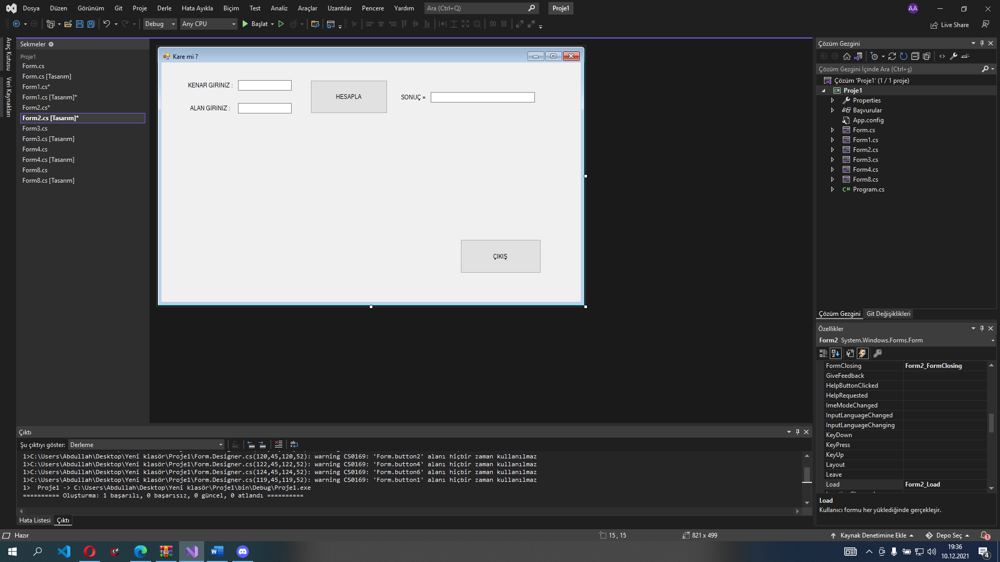 Dosya Düzen Görünüm Git Proje Derle Hata Ayıkla Biçim Test Analiz Araçlar Uzantılar Pencere Yardım Ara (Ctrl+Q) Proje1 AA
Debug Any CPU Başlat Live Share
Araç Kutusu
Veri Kaynakları
Sekmeler
Proje1
Form.cs
Form.cs [Tasarım]
Form1.cs*
Form1.cs [Tasarım]*
Form2.cs*
Form2.cs [Tasarım]*
Form3.cs
Form3.cs [Tasarım]
Form4.cs
Form4.cs [Tasarım]
Form8.cs
Form8.cs [Tasarım]
Kare mi ?
KENAR GİRİNİZ :
ALAN GİRİNİZ :
HESAPLA
SONUÇ =
ÇIKIŞ
Çözüm Gezgini
Çözüm Gezgini İçinde Ara (Ctrl+ş)
Çözüm 'Proje1' (1 / 1 proje)
Proje1
Properties
Başvurular
App.config
Form.cs
Form1.cs
Form2.cs
Form3.cs
Form4.cs
Form8.cs
C# Program.cs
Çözüm Gezgini Git Değişiklikleri
Özellikler
Form2 System.Windows.Forms.Form
FormClosing Form2_FormClosing
GiveFeedback
HelpButtonClicked
HelpRequested
ImeModeChanged
InputLanguageChanged
InputLanguageChanging
KeyDown
KeyPress
KeyUp
Layout
Leave
Load Form2_Load
Load
Kullanıcı formu her yüklediğinde gerçekleşir.
Çıktı
Şu çıktıyı göster: Derleme
1>C:\Users\Abdullah\Desktop\Yeni klasör\Proje1\Form.Designer.cs(120,45,120,52): warning CS0169: 'Form.button2' alanı hiçbir zaman kullanılmaz
1>C:\Users\Abdullah\Desktop\Yeni klasör\Proje1\Form.Designer.cs(122,45,122,52): warning CS0169: 'Form.button4' alanı hiçbir zaman kullanılmaz
1>C:\Users\Abdullah\Desktop\Yeni klasör\Proje1\Form.Designer.cs(124,45,124,52): warning CS0169: 'Form.button6' alanı hiçbir zaman kullanılmaz
1>C:\Users\Abdullah\Desktop\Yeni klasör\Proje1\Form.Designer.cs(119,45,119,52): warning CS0169: 'Form.button1' alanı hiçbir zaman kullanılmaz
1>  Proje1 -> C:\Users\Abdullah\Desktop\Yeni klasör\Proje1\bin\Debug\Proje1.exe
========== Oluşturma: 1 başarılı, 0 başarısız, 0 güncel, 0 atlandı ==========
Hata Listesi Çıktı
Hazır 15 , 15 821 x 499 Kaynak Denetimine Ekle Depo Seç 1
19:36
10.12.2021
4